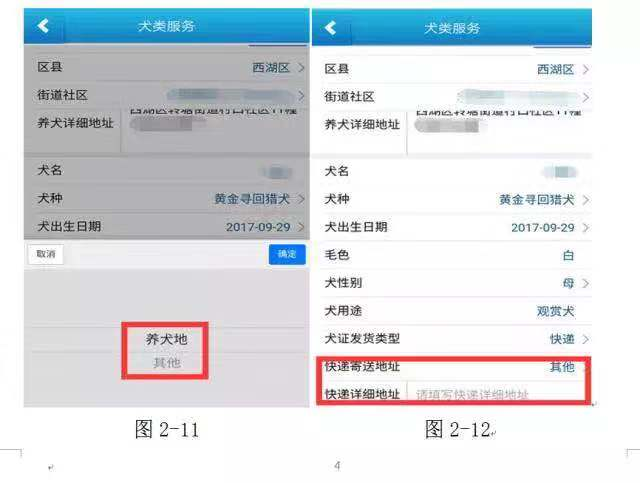 犬类服务
区县 西湖区
街道社区
养犬详细地址
犬名
犬种 黄金寻回猎犬
犬出生日期 2017-09-29
取消 确定
养犬地
其他
图 2-11
犬类服务
区县 西湖区
街道社区
养犬详细地址
犬名
犬种 黄金寻回猎犬
犬出生日期 2017-09-29
毛色 白
犬性别 母
犬用途 观赏犬
犬证发货类型 快递
快递寄送地址 其他
快递详细地址 请填写快递详细地址
图 2-12
4